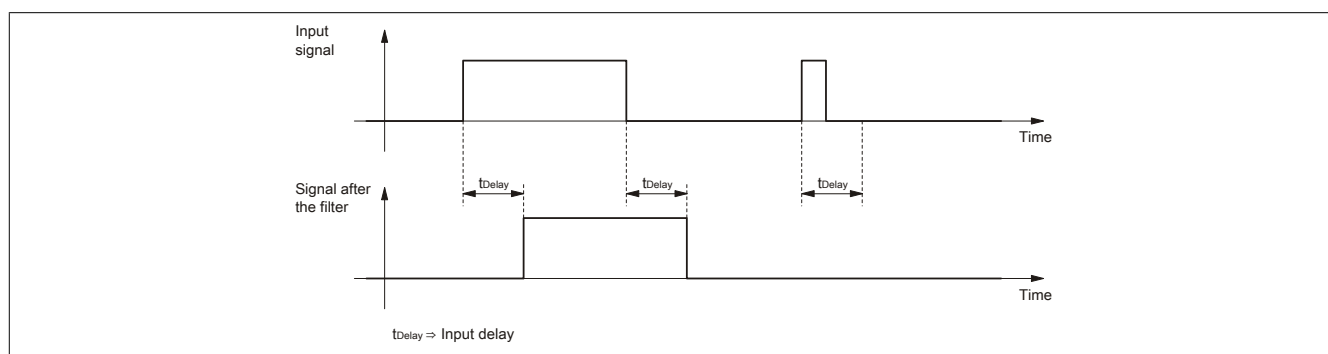 Input
signal
Time
tDelay
tDelay
tDelay
Signal after
the filter
Time
tDelay ⇒ Input delay